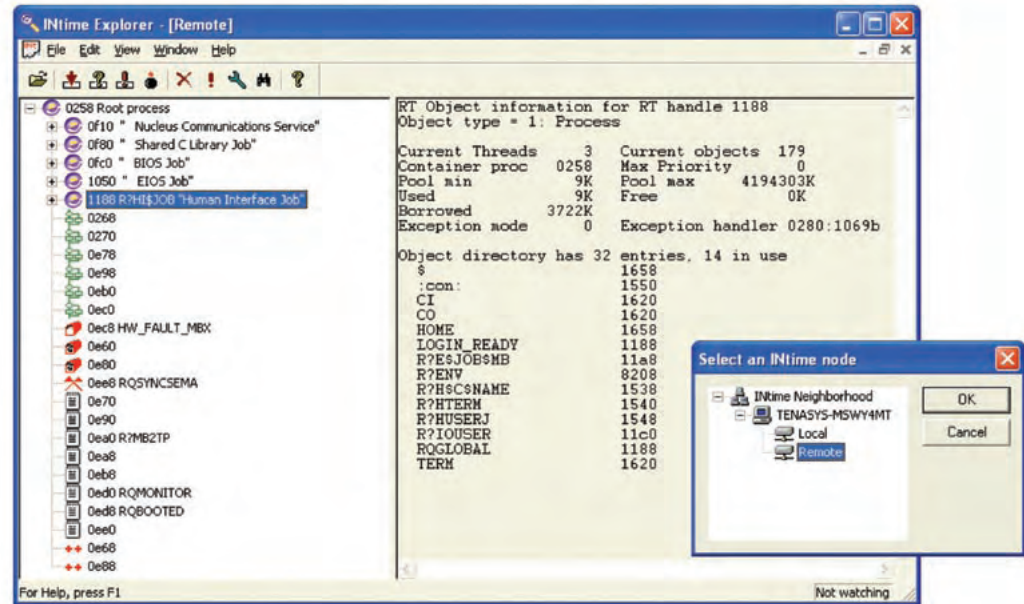 INtime Explorer - [Remote]
File Edit View Window Help
0258 Root process
0f10 " Nucleus Communications Service"
0f80 " Shared C Library Job"
0fc0 " BIOS Job"
1050 " EIOS Job"
1188 R?HI$JOB "Human Interface Job"
0268
0270
0e78
0e98
0eb0
0ec0
0ec8 HW_FAULT_MBX
0e60
0e80
0ee8 RQSYNCSEMA
0e70
0e90
0ea0 R?MB2TP
0ea8
0eb8
0ed0 RQMONITOR
0ed8 RQBOOTED
0ee0
0e68
0e88
RT Object information for RT handle 1188
Object type = 1: Process
Current Threads 3 Current objects 179
Container proc 0258 Max Priority 0
Pool min 9K Pool max 4194303K
Used 9K Free 0K
Borrowed 3722K
Exception mode 0 Exception handler 0280:1069b
Object directory has 32 entries, 14 in use
$ 1658
:con: 1550
CI 1620
CO 1620
HOME 1658
LOGIN_READY 1188
R?E$JOB$MB 11a8
R?ENV 8208
R?H$C$NAME 1538
R?HTERM 1540
R?HUSERJ 1548
R?IOUSER 11c0
RQGLOBAL 1188
TERM 1620
Select an INtime node
INtime Neighborhood
TENASYS-MSWY4MT
Local
Remote
OK
Cancel
For Help, press F1
Not watching